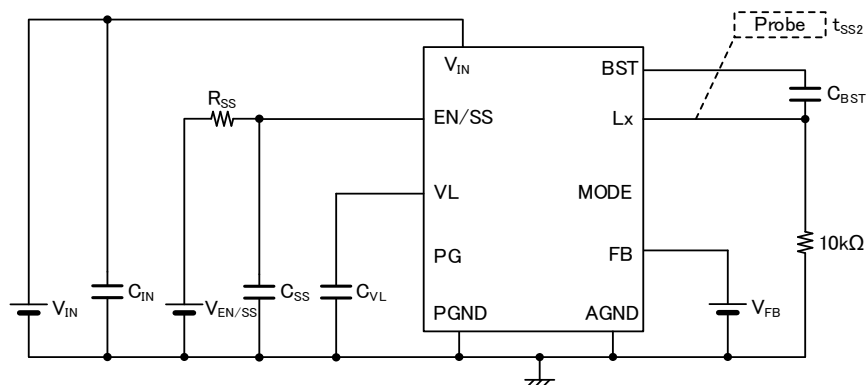 Probe tSS2
VIN
BST
RSS
CBST
EN/SS
Lx
VL
MODE
10kΩ
PG
FB
CIN
VEN/SS
CSS
CVL
VIN
VFB
PGND
AGND